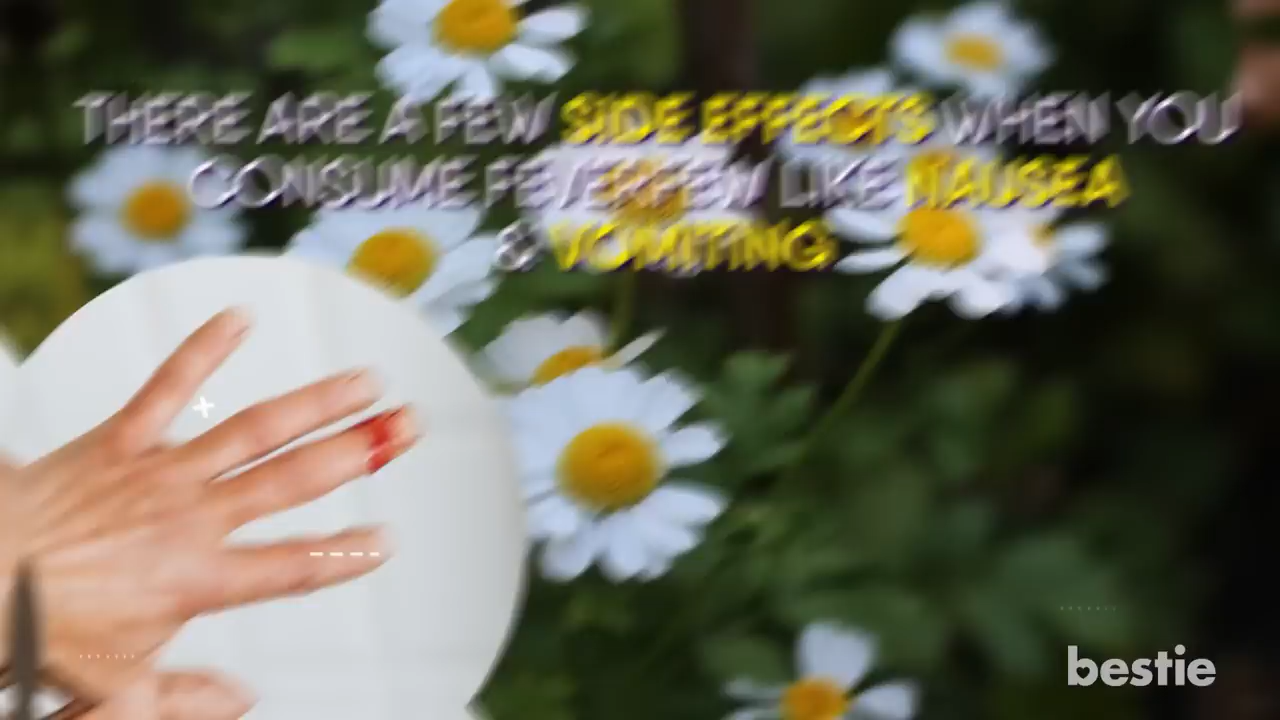 THERE ARE A FEW SIDE EFFECTS WHEN YOU
CONSUME FEVERFEW LIKE NAUSEA
& VOMITING
bestie